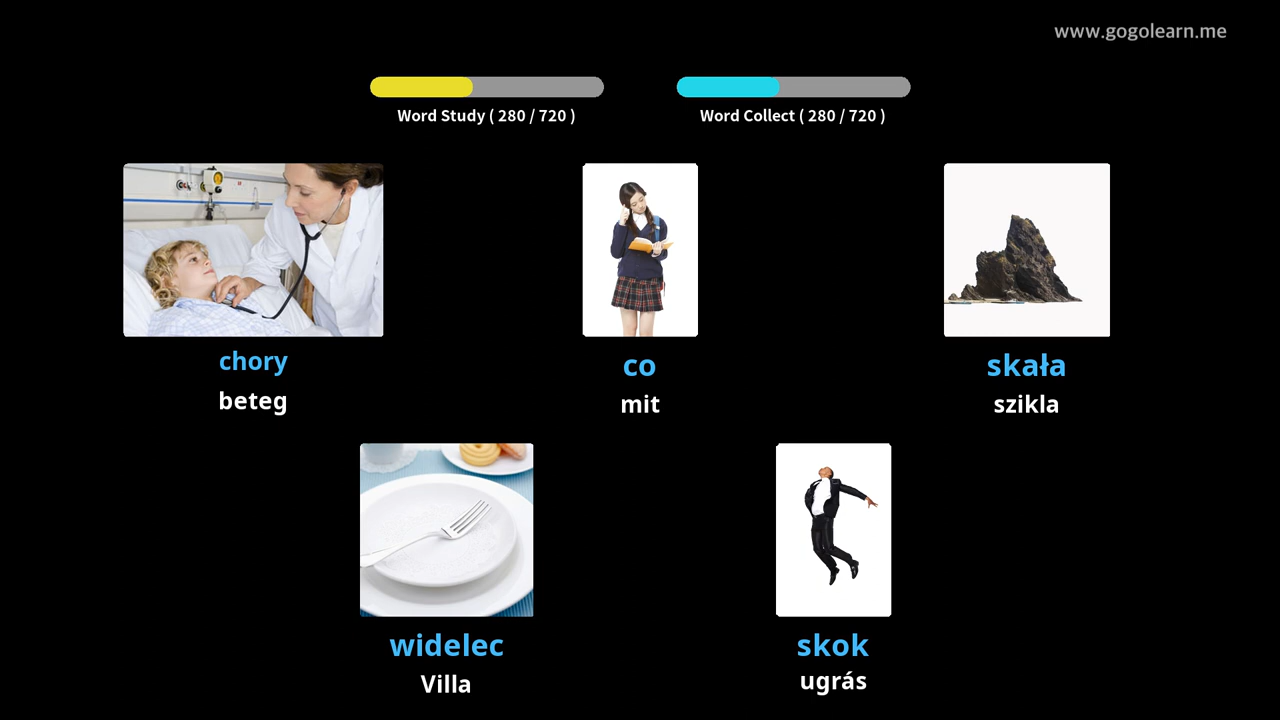 www.gogolearn.me
Word Study ( 280 / 720 )
Word Collect ( 280 / 720 )
chory
beteg
co
mit
skała
szikla
widelec
Villa
skok
ugrás